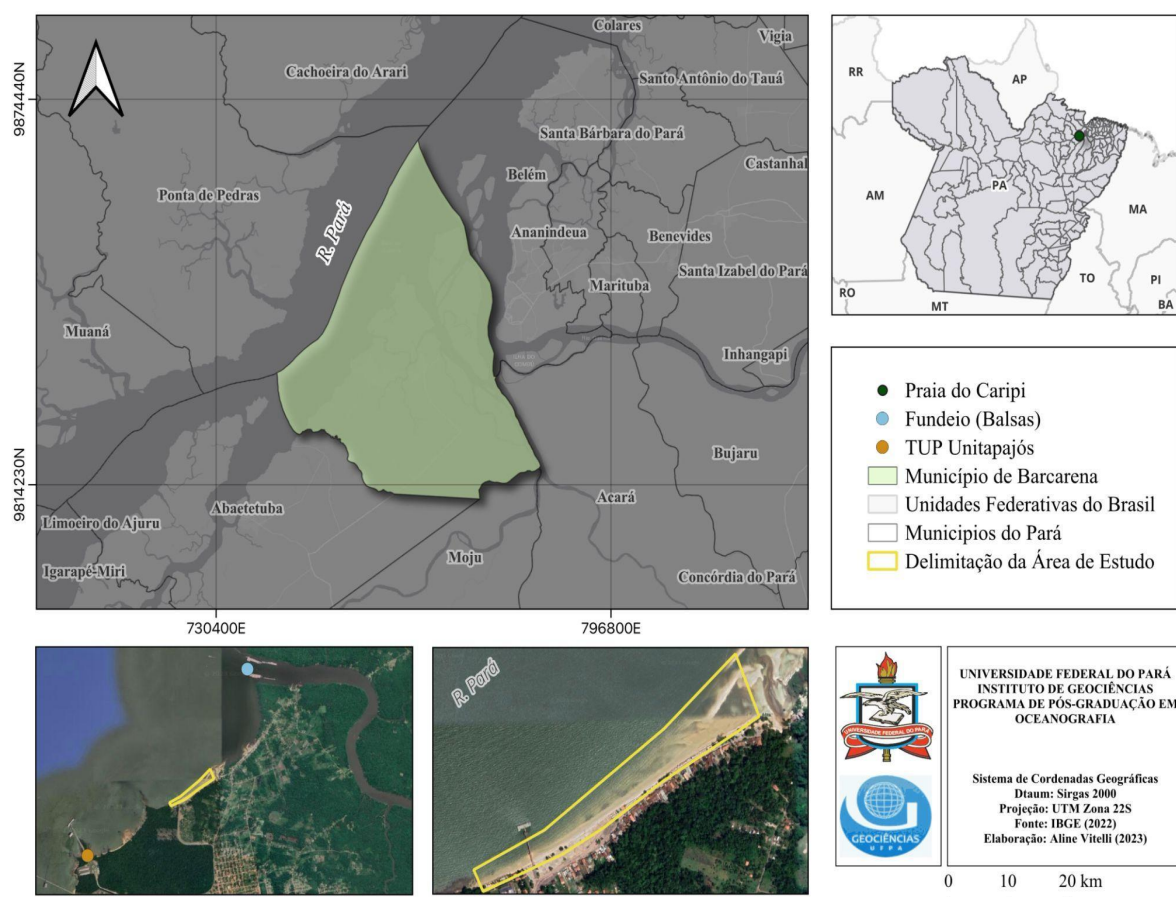 Colares
Vigia
Cachoeira do Arari
Santo Antônio do Tauá
9874440N
Santa Bárbara do Pará
Castanhal
Belém
Ponta de Pedras
R. Pará
Ananindeua
Benevides
Santa Izabel do Pará
Marituba
Muaná
Inhangapi
Bujaru
9814230N
Acará
Abaetetuba
Limoeiro do Ajuru
Moju
Igarapé-Miri
Concórdia do Pará
730400E
796800E
RR
AP
AM
PA
MA
TO
PI
RO
MT
BA
Praia do Caripi
Fundeio (Balsas)
TUP Unitapajós
Município de Barcarena
Unidades Federativas do Brasil
Municipios do Pará
Delimitação da Área de Estudo
R. Pará
UNIVERSIDADE FEDERAL DO PARÁ
GEOCIÊNCIAS
UFPA
UNIVERSIDADE FEDERAL DO PARÁ
INSTITUTO DE GEOCIÊNCIAS
PROGRAMA DE PÓS-GRADUAÇÃO EM
OCEANOGRAFIA
Sistema de Cordenadas Geográficas
Dtaum: Sirgas 2000
Projeção: UTM Zona 22S
Fonte: IBGE (2022)
Elaboração: Aline Vitelli (2023)
0 10 20 km